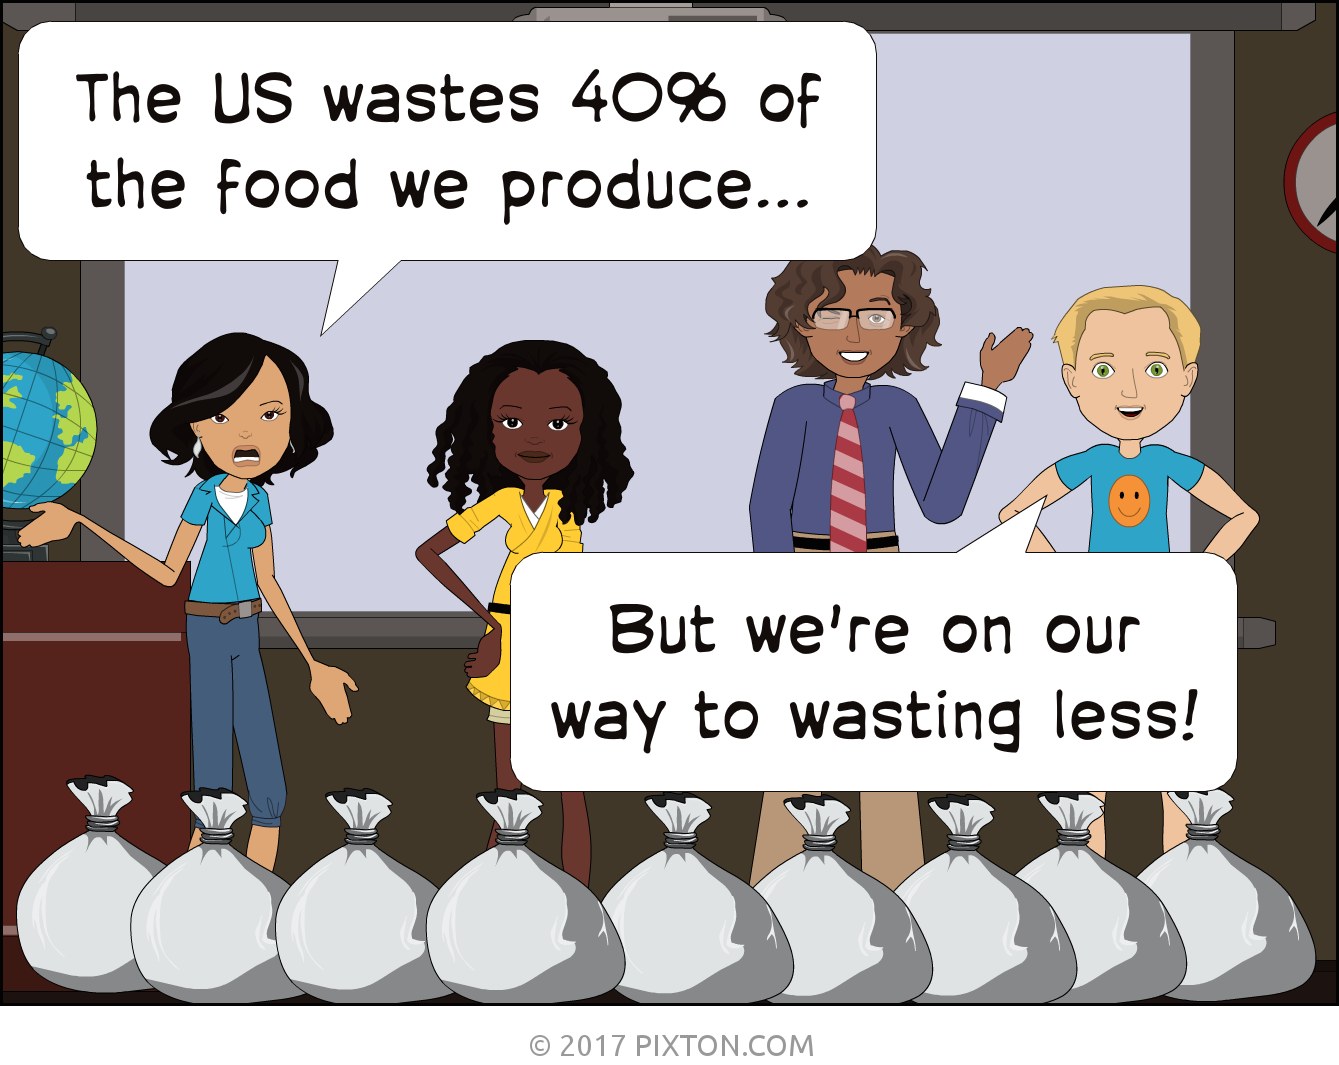 The US wastes 40% of
the food we produce...
But we're on our
way to wasting less!
© 2017 PIXTON.COM